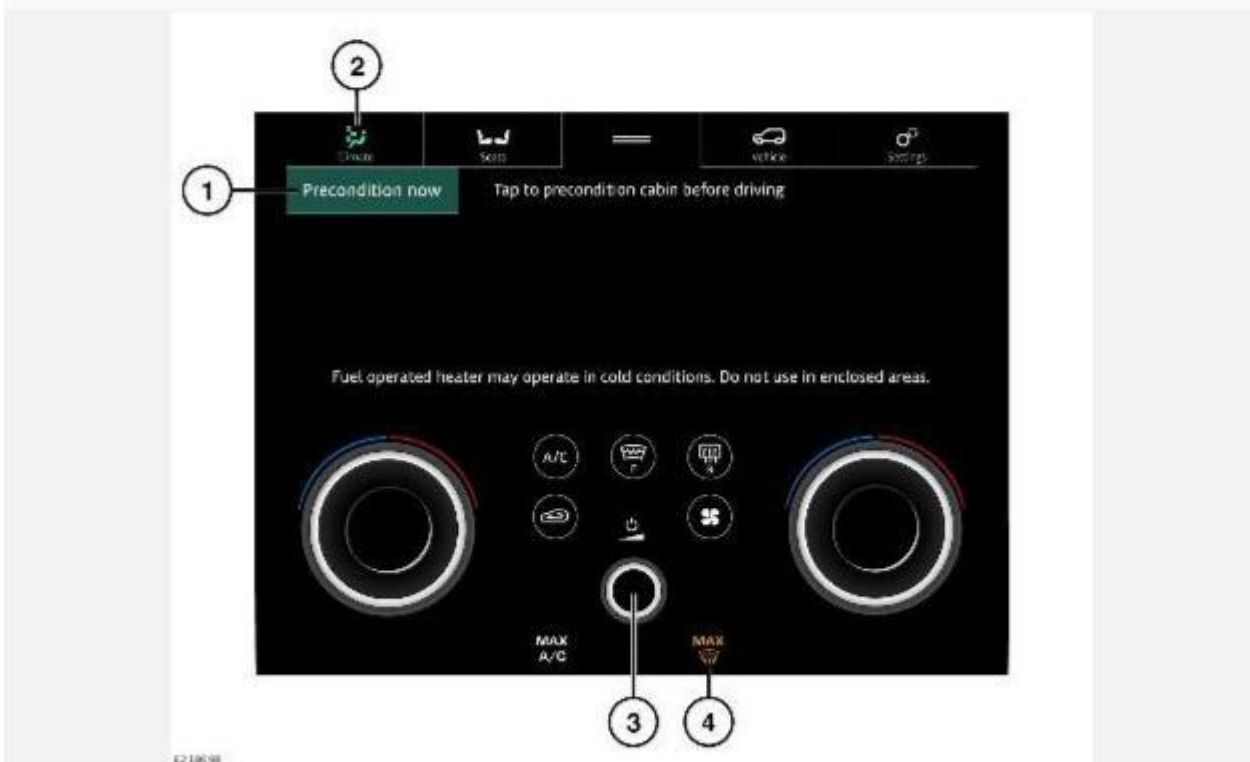 2
Climate Seats Vehicle Settings
1
Precondition now Tap to precondition cabin before driving
Fuel operated heater may operate in cold conditions. Do not use in enclosed areas.
A/C F R
MAX A/C
MAX
3 4